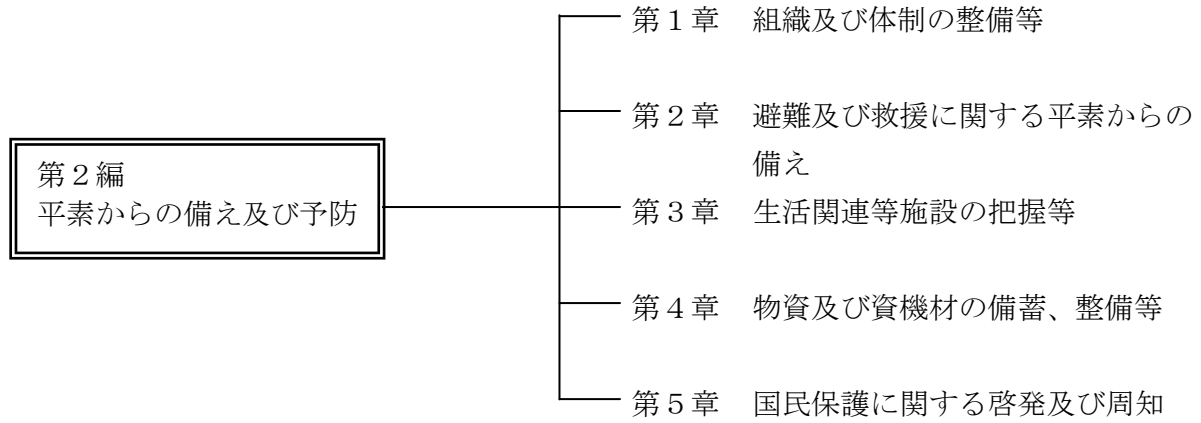 第２編
平素からの備え及び予防
第１章　組織及び体制の整備等
第２章　避難及び救援に関する平素からの
備え
第３章　生活関連等施設の把握等
第４章　物資及び資機材の備蓄、整備等
第５章　国民保護に関する啓発及び周知